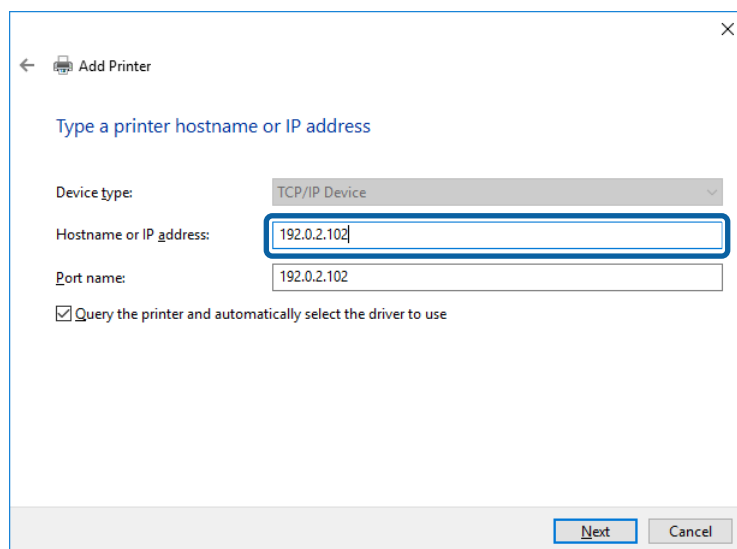 Add Printer
Type a printer hostname or IP address
Device type: TCP/IP Device
Hostname or IP address: 192.0.2.102
Port name: 192.0.2.102
Query the printer and automatically select the driver to use
Next Cancel